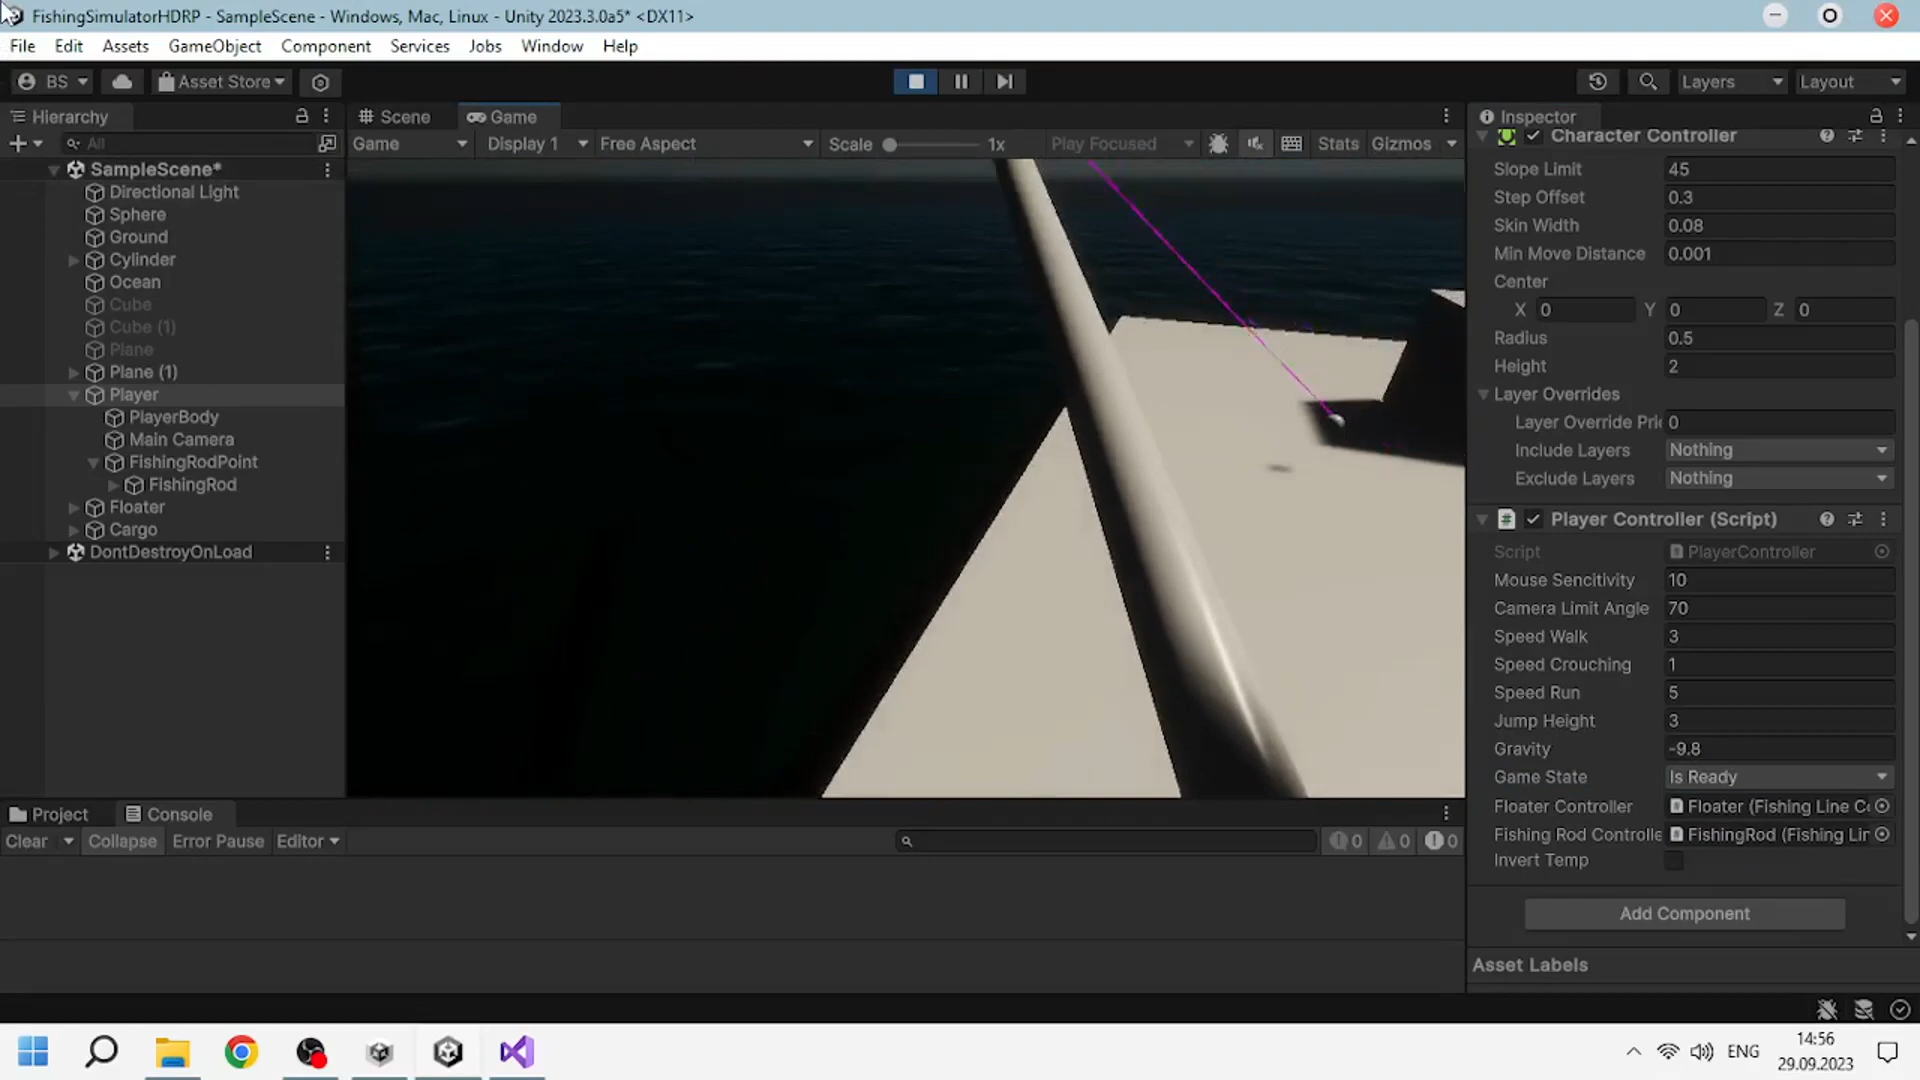 FishingSimulatorHDRP - SampleScene - Windows, Mac, Linux - Unity 2023.3.0a5* <DX11>
File Edit Assets GameObject Component Services Jobs Window Help
BS Asset Store Layers Layout
Hierarchy
All
SampleScene*
Directional Light
Sphere
Ground
Cylinder
Ocean
Cube
Cube (1)
Plane
Plane (1)
Player
PlayerBody
Main Camera
FishingRodPoint
FishingRod
Floater
Cargo
DontDestroyOnLoad
Scene Game
Game Display 1 Free Aspect Scale 1x Play Focused Stats Gizmos
Inspector
Character Controller
Slope Limit 45
Step Offset 0.3
Skin Width 0.08
Min Move Distance 0.001
Center
X 0 Y 0 Z 0
Radius 0.5
Height 2
Layer Overrides
Layer Override Pri 0
Include Layers Nothing
Exclude Layers Nothing
Player Controller (Script)
Script PlayerController
Mouse Sencitivity 10
Camera Limit Angle 70
Speed Walk 3
Speed Crouching 1
Speed Run 5
Jump Height 3
Gravity -9.8
Game State Is Ready
Floater Controller Floater (Fishing Line Co
Fishing Rod Controlle FishingRod (Fishing Lin
Invert Temp
Add Component
Asset Labels
Project Console
Clear Collapse Error Pause Editor 0 0 0
ENG
14:56
29.09.2023